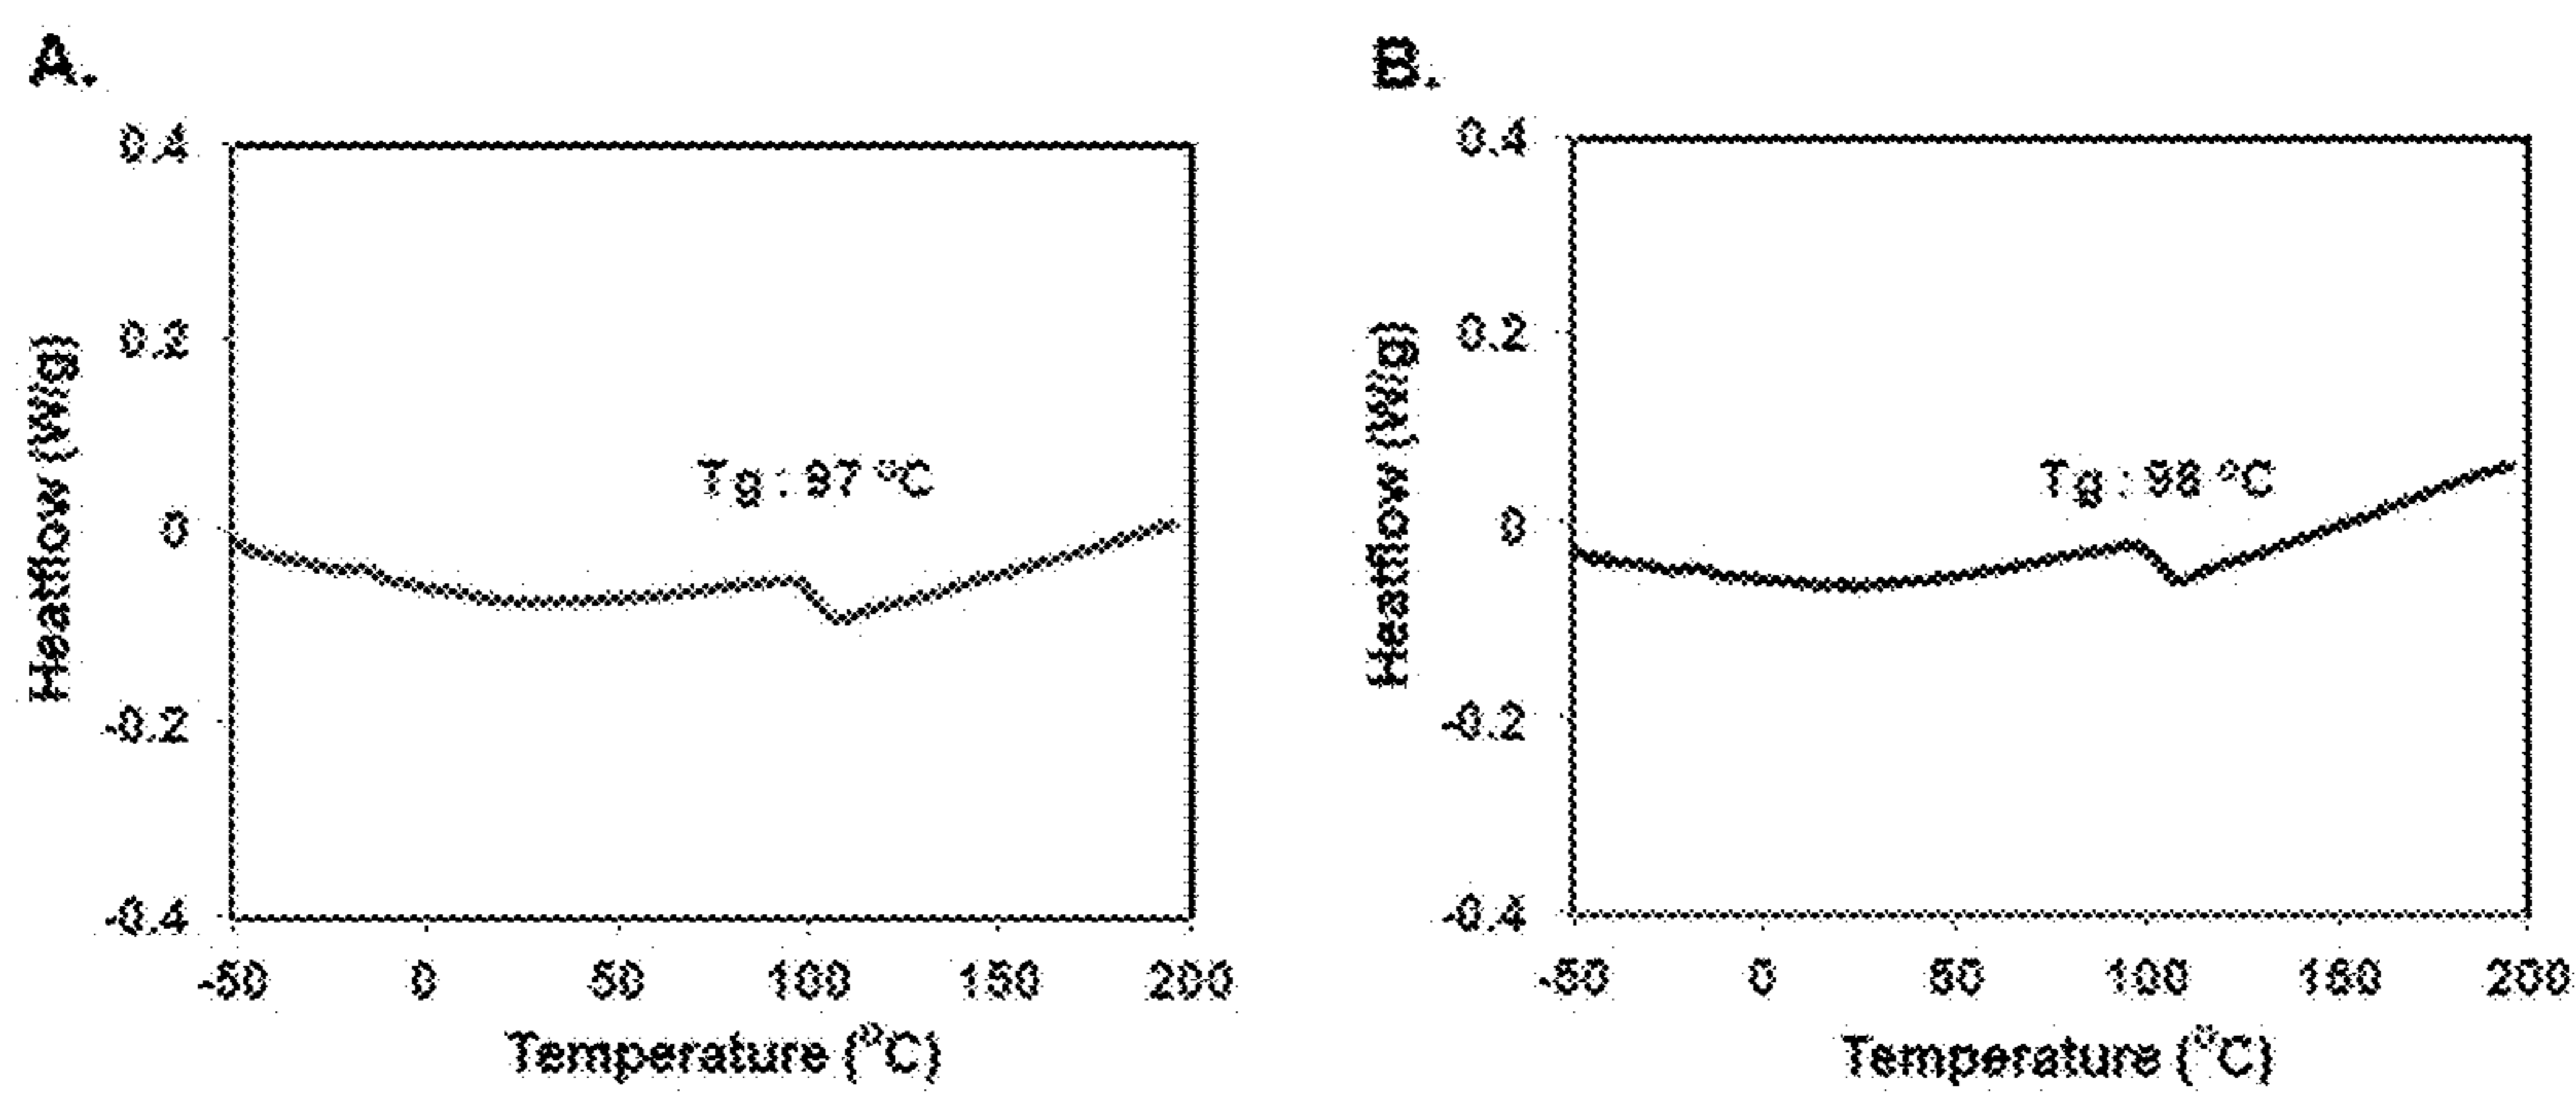 A.
0.4
0.2
0
-0.2
-0.4
Heatflow (W/g)
Tg : 97 °C
-50 0 50 100 150 200
Temperature (°C)
B.
0.4
0.2
0
-0.2
-0.4
Heatflow (W/g)
Tg : 98 °C
-50 0 50 100 150 200
Temperature (°C)